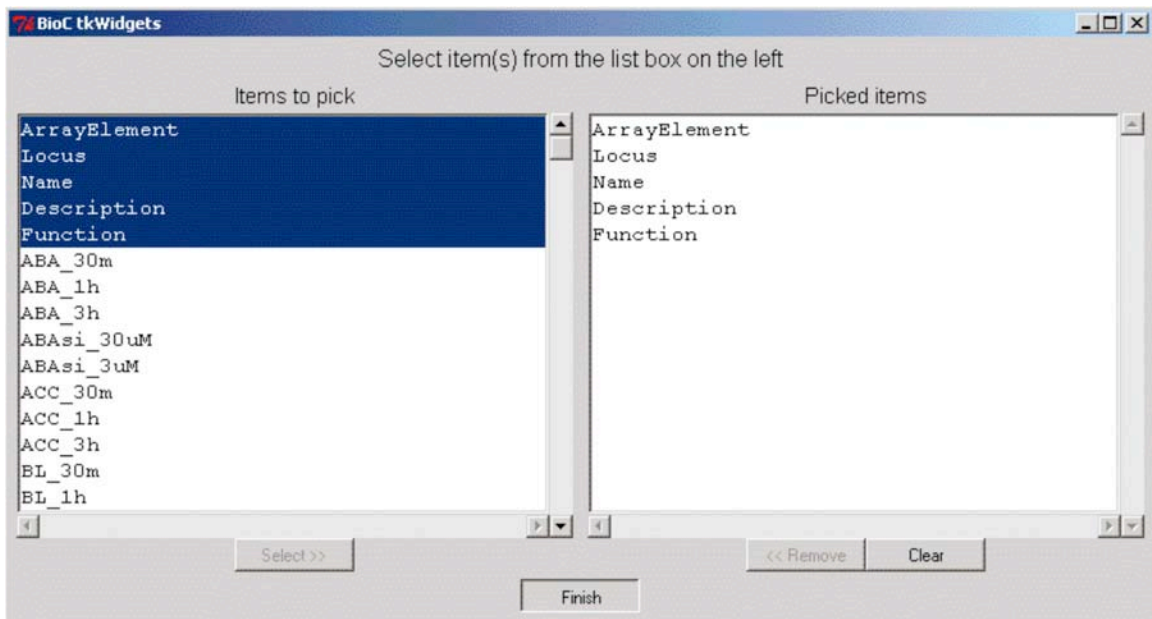 BioC tkWidgets
Select item(s) from the list box on the left
Items to pick
ArrayElement
Locus
Name
Description
Function
ABA_30m
ABA_1h
ABA_3h
ABAsi_30uM
ABAsi_3uM
ACC_30m
ACC_1h
ACC_3h
BL_30m
BL_1h
Select >>
Picked items
ArrayElement
Locus
Name
Description
Function
<< Remove
Clear
Finish